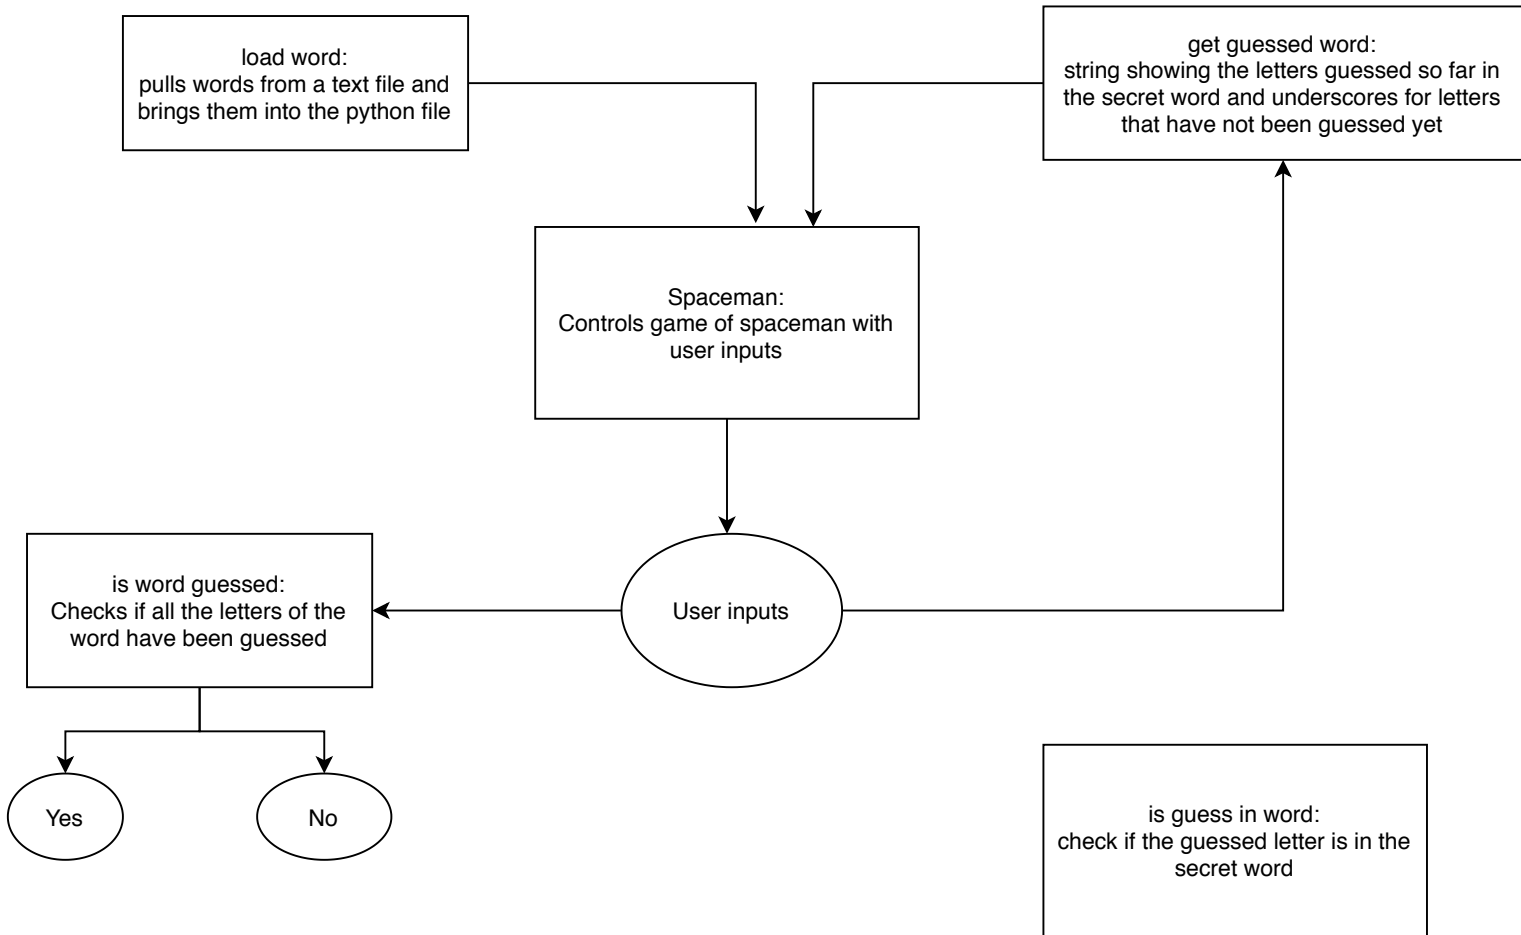 load word:
pulls words from a text file and
brings them into the python file
get guessed word:
string showing the letters guessed so far in
the secret word and underscores for letters
that have not been guessed yet
Spaceman:
Controls game of spaceman with
user inputs
is word guessed:
Checks if all the letters of the
word have been guessed
User inputs
Yes
No
is guess in word:
check if the guessed letter is in the
secret word